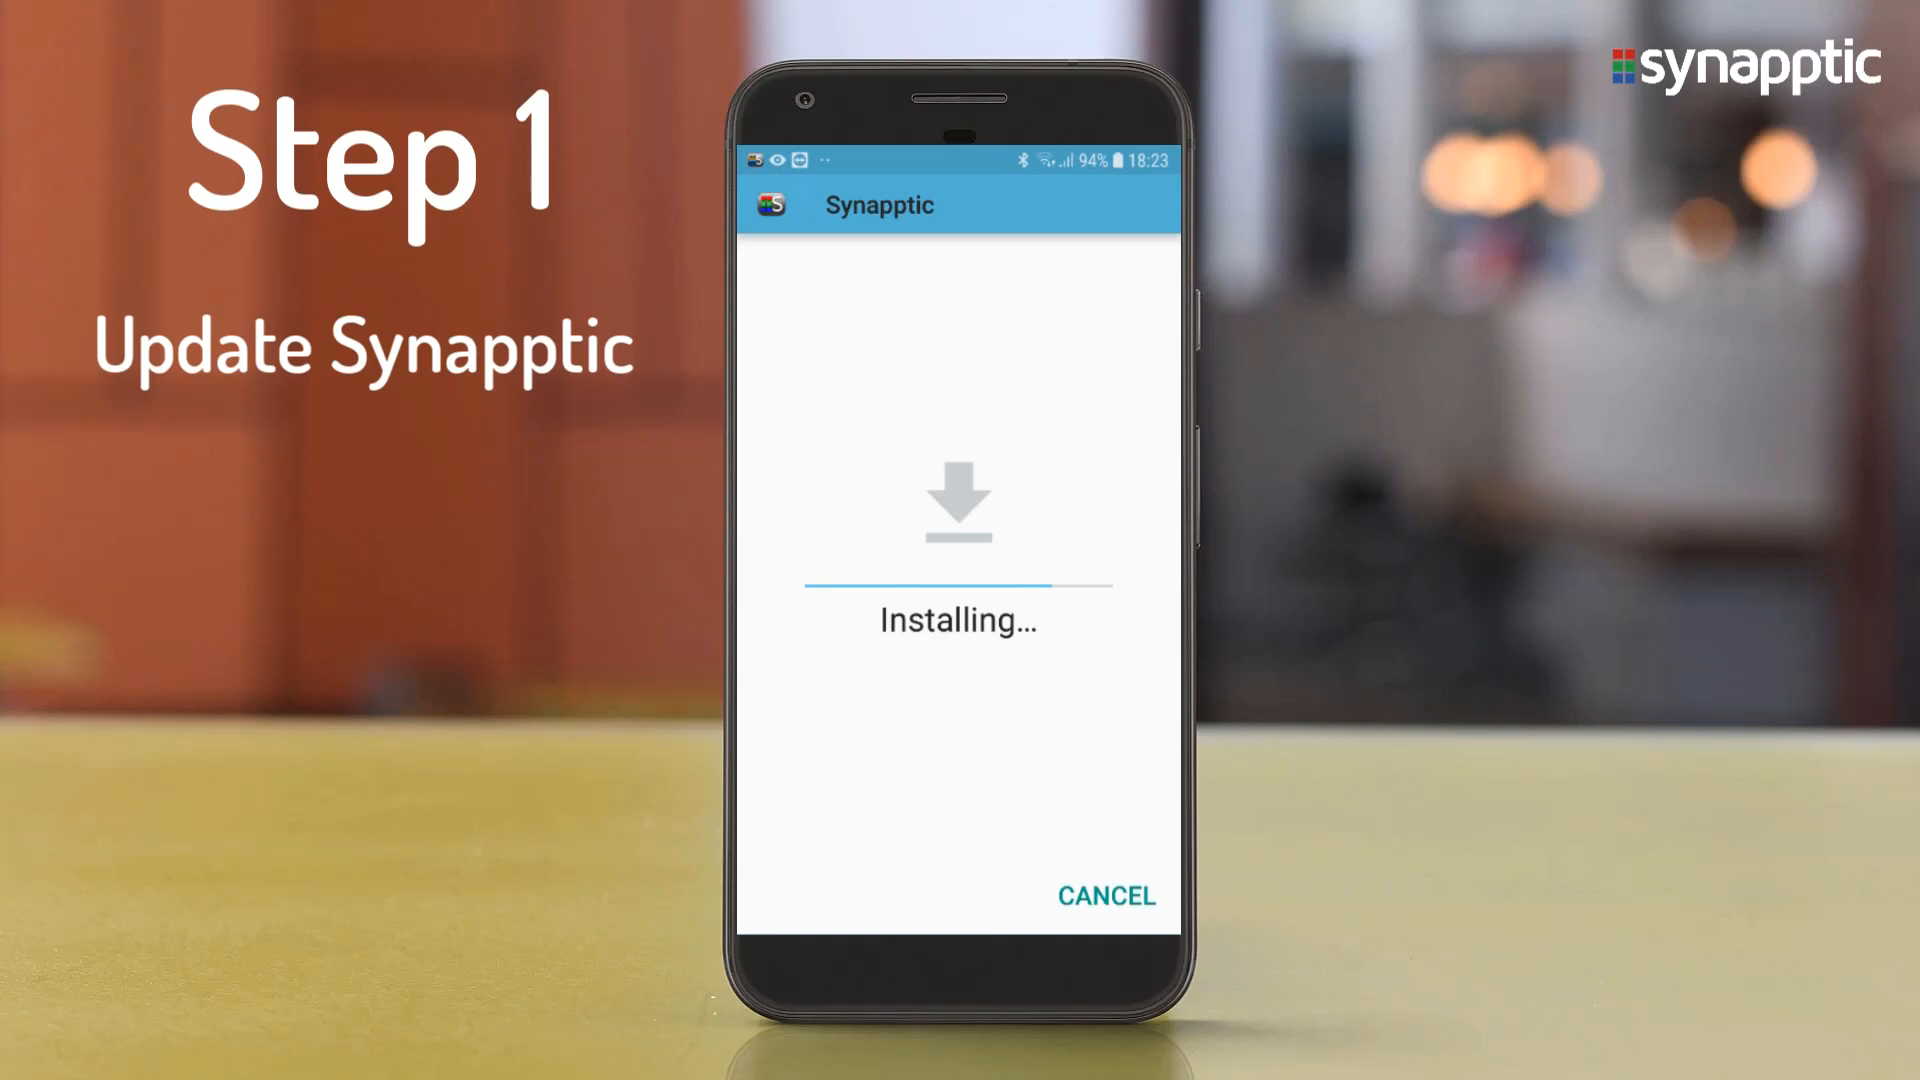 Step 1
Update Synapptic
synapptic
94% 18:23
Synapptic
Installing...
CANCEL